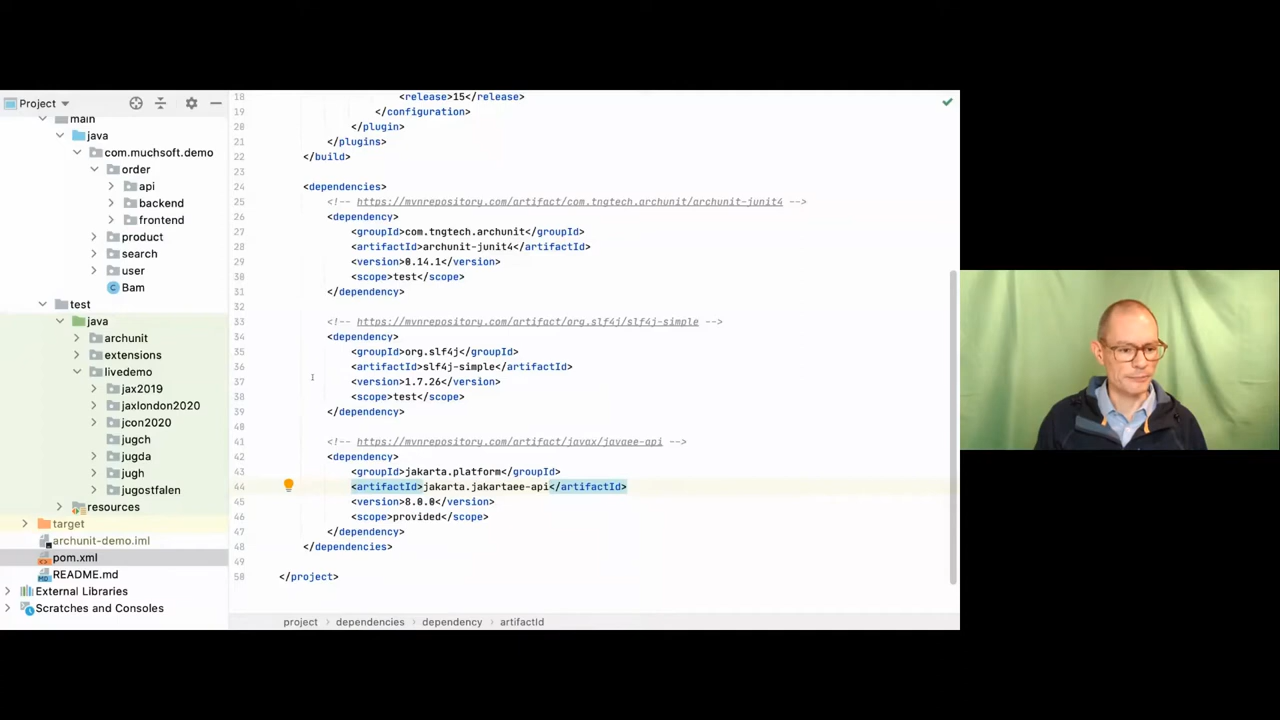 Project
main
java
com.muchsoft.demo
order
api
backend
frontend
product
search
user
Bam
test
java
archunit
extensions
livedemo
jax2019
jaxlondon2020
jcon2020
jugch
jugda
jugh
jugostfalen
resources
target
archunit-demo.iml
pom.xml
README.md
External Libraries
Scratches and Consoles
18 <release>15</release>
19 </configuration>
20 </plugin>
21 </plugins>
22 </build>
23
24 <dependencies>
25 <!-- https://mvnrepository.com/artifact/com.tngtech.archunit/archunit-junit4 -->
26 <dependency>
27 <groupId>com.tngtech.archunit</groupId>
28 <artifactId>archunit-junit4</artifactId>
29 <version>0.14.1</version>
30 <scope>test</scope>
31 </dependency>
32
33 <!-- https://mvnrepository.com/artifact/org.slf4j/slf4j-simple -->
34 <dependency>
35 <groupId>org.slf4j</groupId>
36 <artifactId>slf4j-simple</artifactId>
37 <version>1.7.26</version>
38 <scope>test</scope>
39 </dependency>
40
41 <!-- https://mvnrepository.com/artifact/javax/javaee-api -->
42 <dependency>
43 <groupId>jakarta.platform</groupId>
44 <artifactId>jakarta.jakartaee-api</artifactId>
45 <version>8.0.0</version>
46 <scope>provided</scope>
47 </dependency>
48 </dependencies>
49
50 </project>
project › dependencies › dependency › artifactId